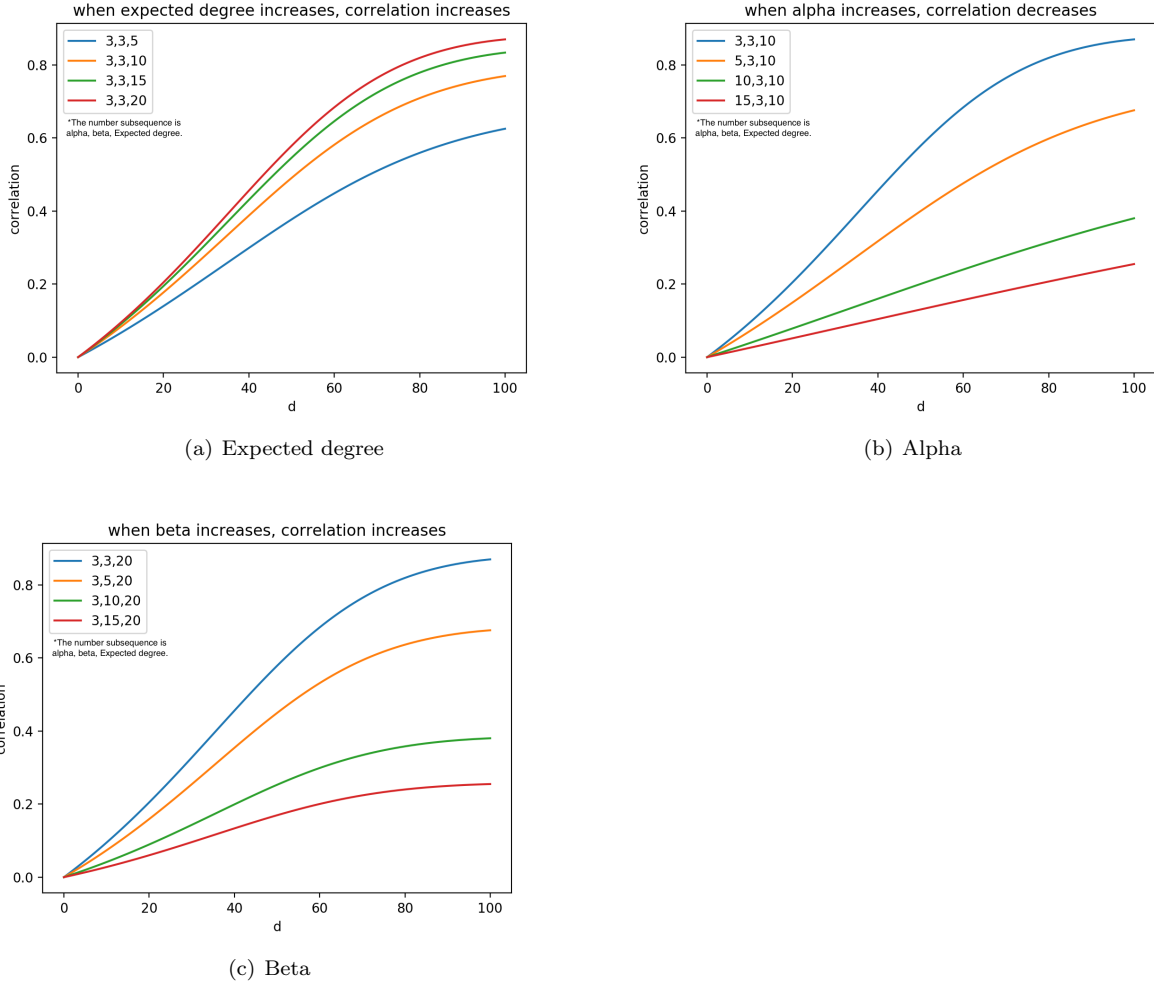 when expected degree increases, correlation increases
3,3,5
3,3,10
3,3,15
3,3,20
*The number subsequence is
alpha, beta, Expected degree.
0.8
0.6
0.4
0.2
0.0
correlation
0 20 40 60 80 100
d
(a) Expected degree
when alpha increases, correlation decreases
3,3,10
5,3,10
10,3,10
15,3,10
*The number subsequence is
alpha, beta, Expected degree.
0.8
0.6
0.4
0.2
0.0
correlation
0 20 40 60 80 100
d
(b) Alpha
when beta increases, correlation increases
3,3,20
3,5,20
3,10,20
3,15,20
*The number subsequence is
alpha, beta, Expected degree.
0.8
0.6
0.4
0.2
0.0
correlation
0 20 40 60 80 100
d
(c) Beta